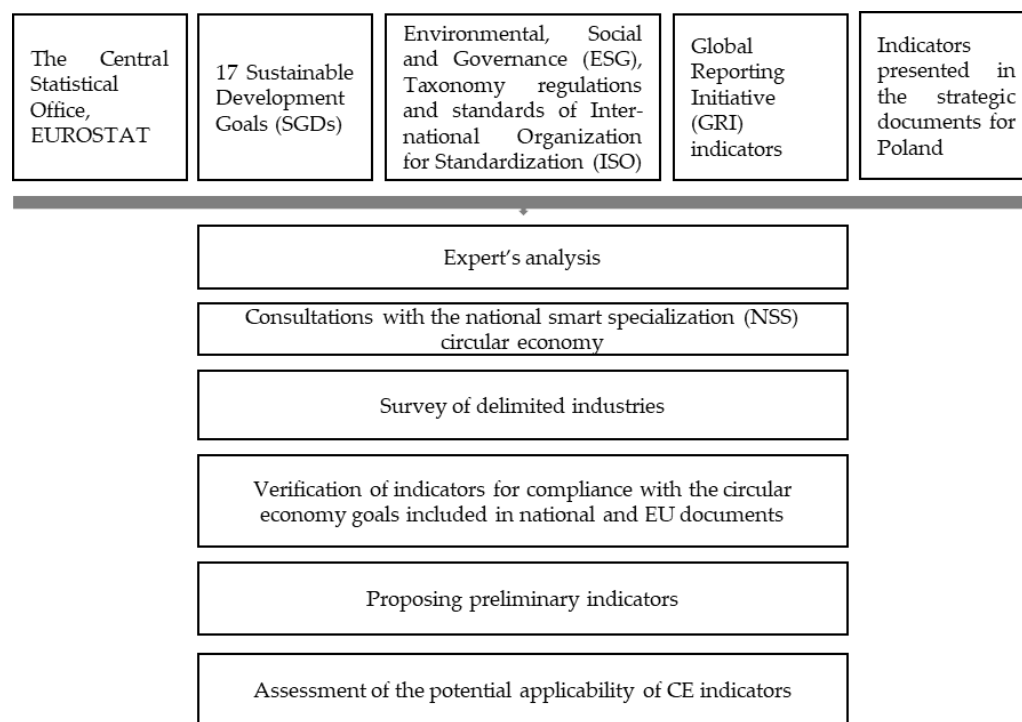 The Central
Statistical
Office,
EUROSTAT
17 Sustainable
Development
Goals (SGDs)
Environmental, Social
and Governance (ESG),
Taxonomy regulations
and standards of Inter-
national Organization
for Standardization (ISO)
Global
Reporting
Initiative
(GRI)
indicators
Indicators
presented in
the strategic
documents for
Poland
Expert’s analysis
Consultations with the national smart specialization (NSS)
circular economy
Survey of delimited industries
Verification of indicators for compliance with the circular
economy goals included in national and EU documents
Proposing preliminary indicators
Assessment of the potential applicability of CE indicators